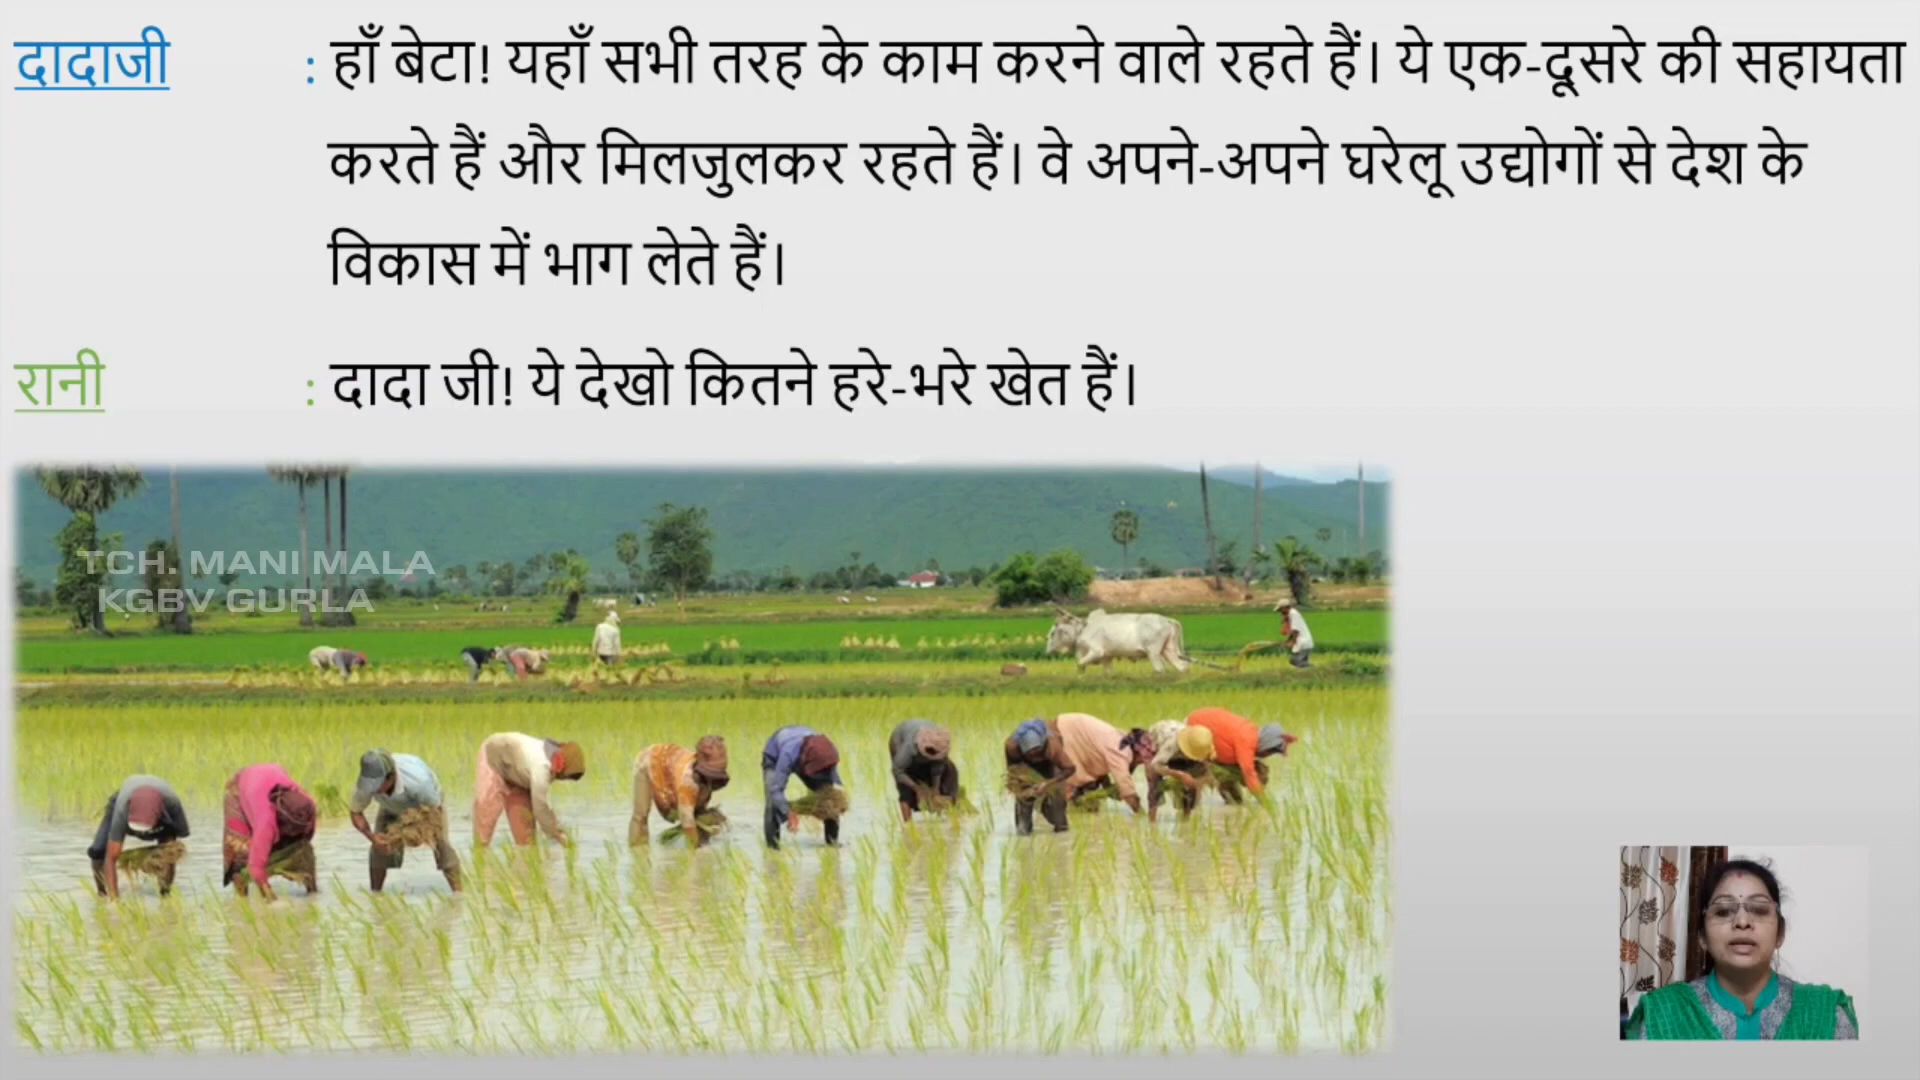 दादाजी : हाँ बेटा! यहाँ सभी तरह के काम करने वाले रहते हैं। ये एक-दूसरे की सहायता
करते हैं और मिलजुलकर रहते हैं। वे अपने-अपने घरेलू उद्योगों से देश के
विकास में भाग लेते हैं।
रानी : दादा जी! ये देखो कितने हरे-भरे खेत हैं।
TCH. MANI MALA
KGBV GURLA